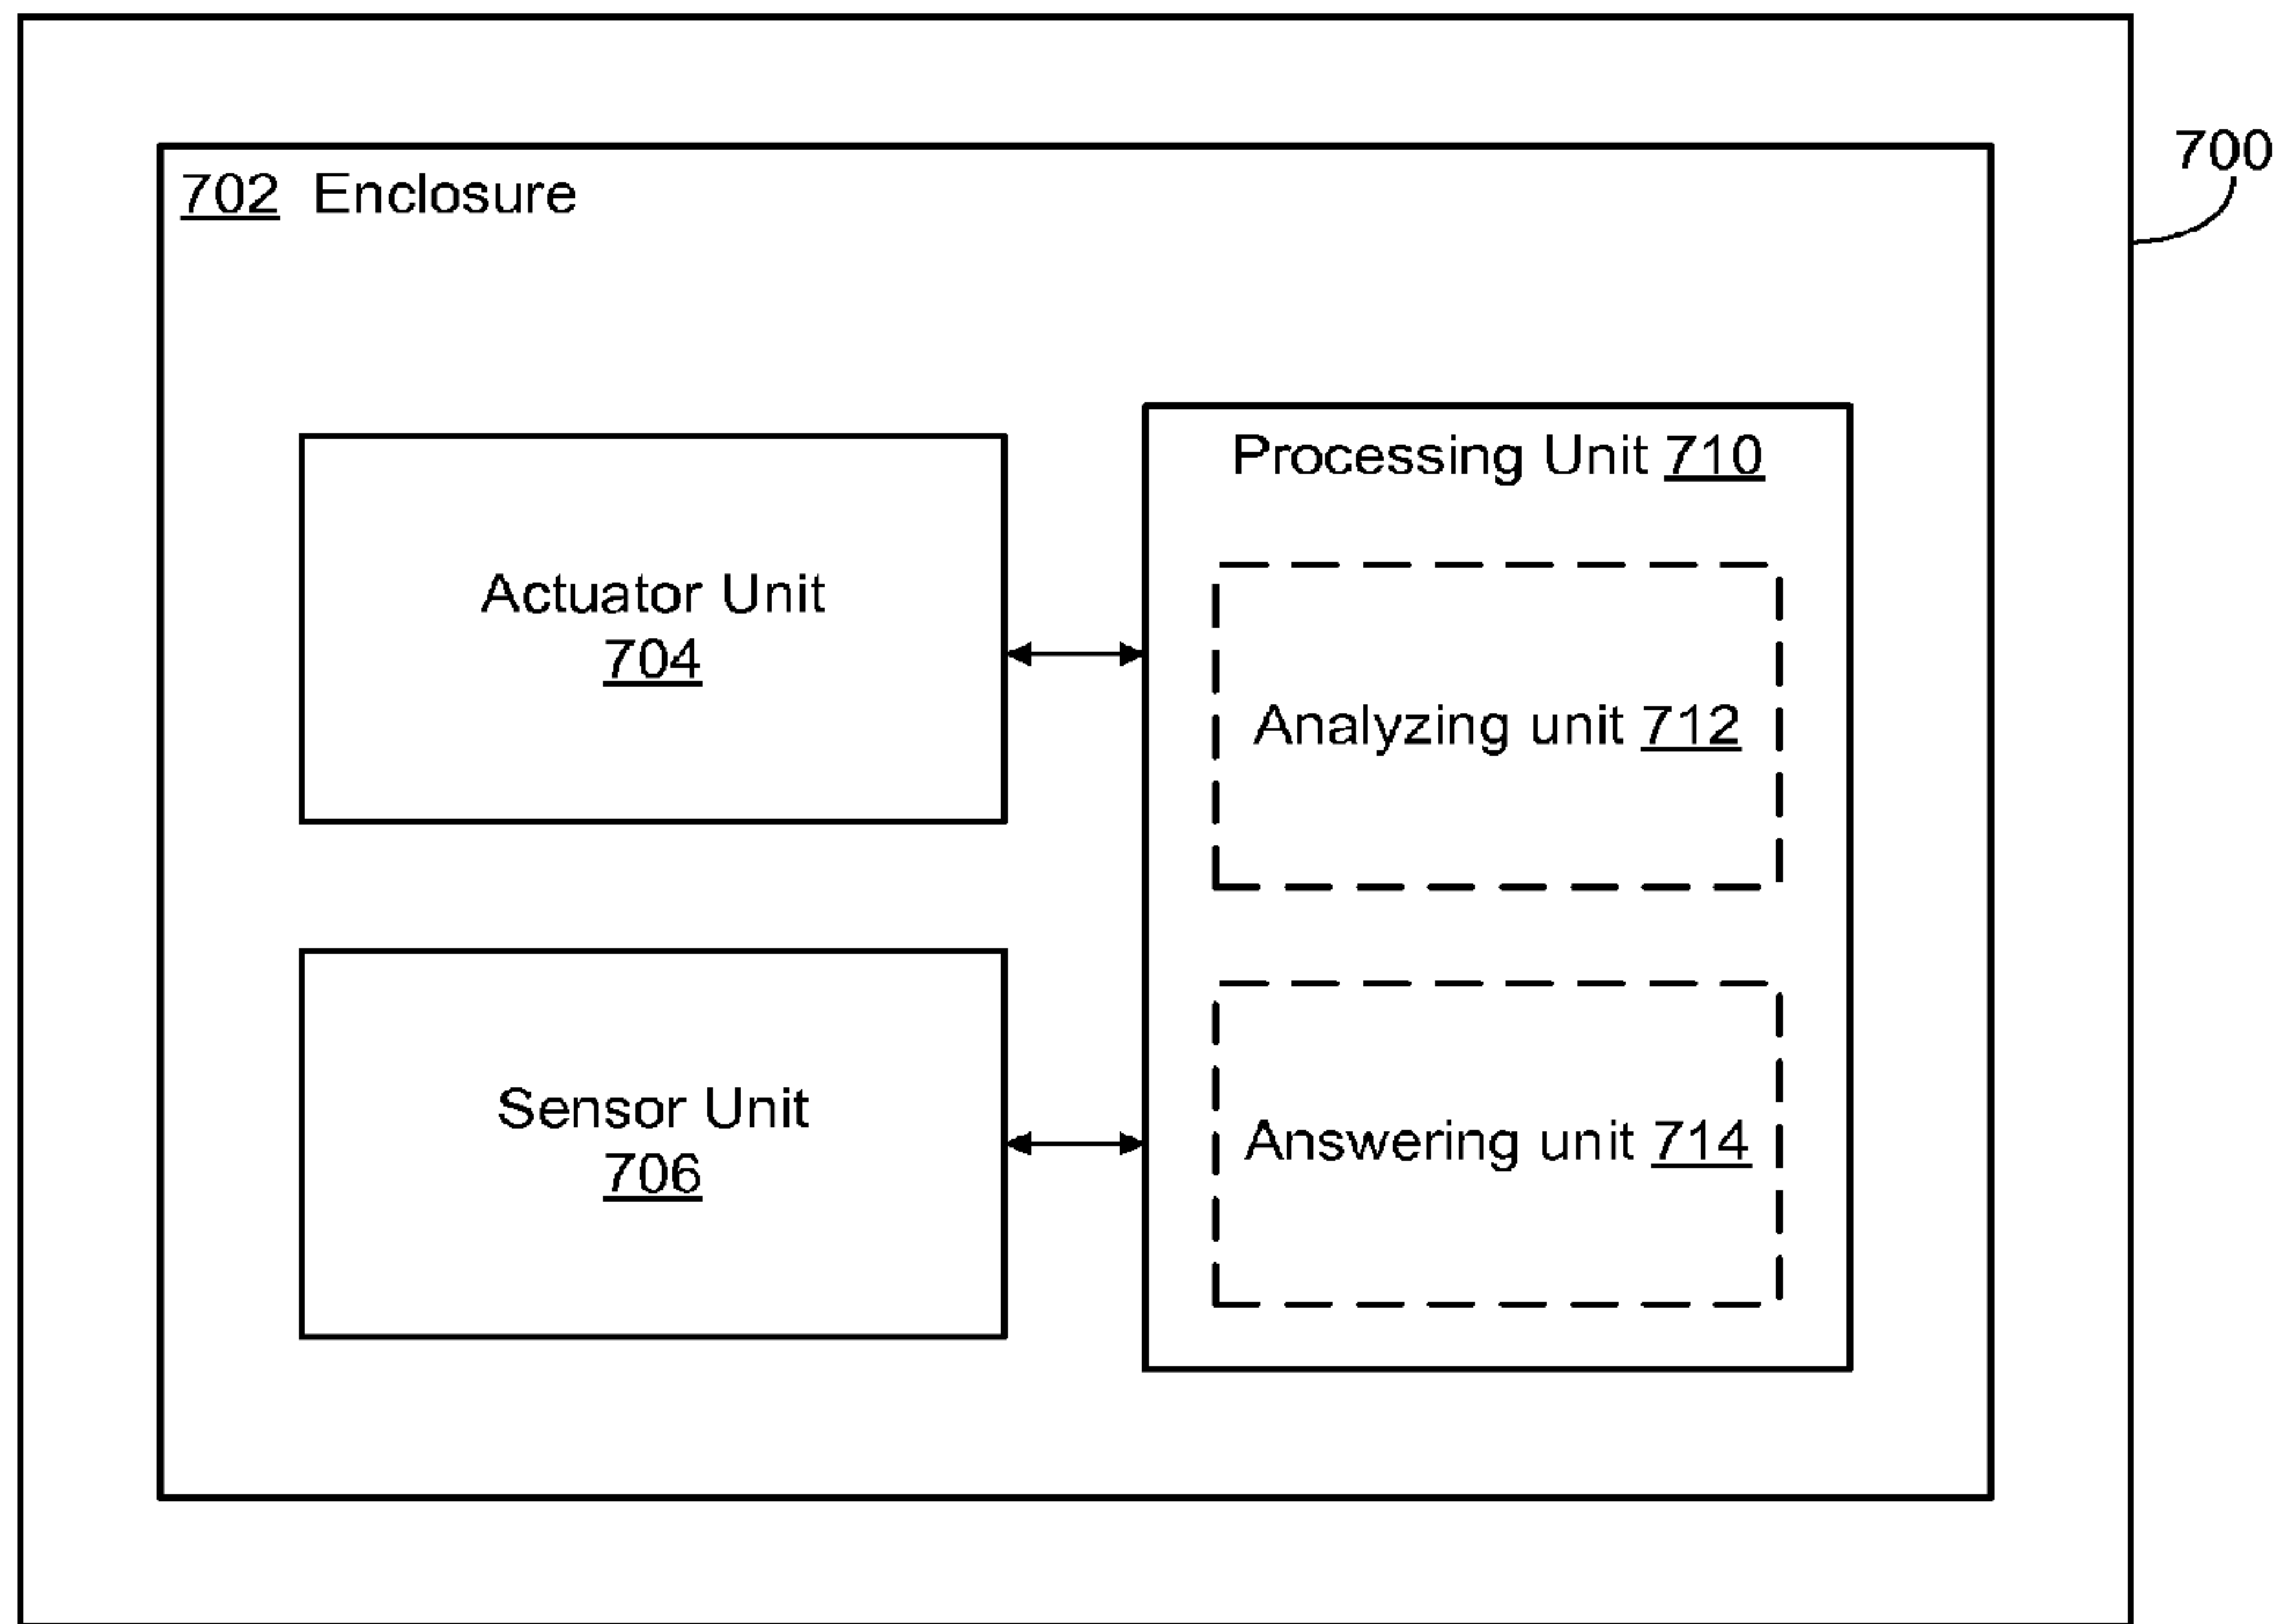 700
702 Enclosure
Processing Unit 710
Actuator Unit
704
Analyzing unit 712
Sensor Unit
706
Answering unit 714